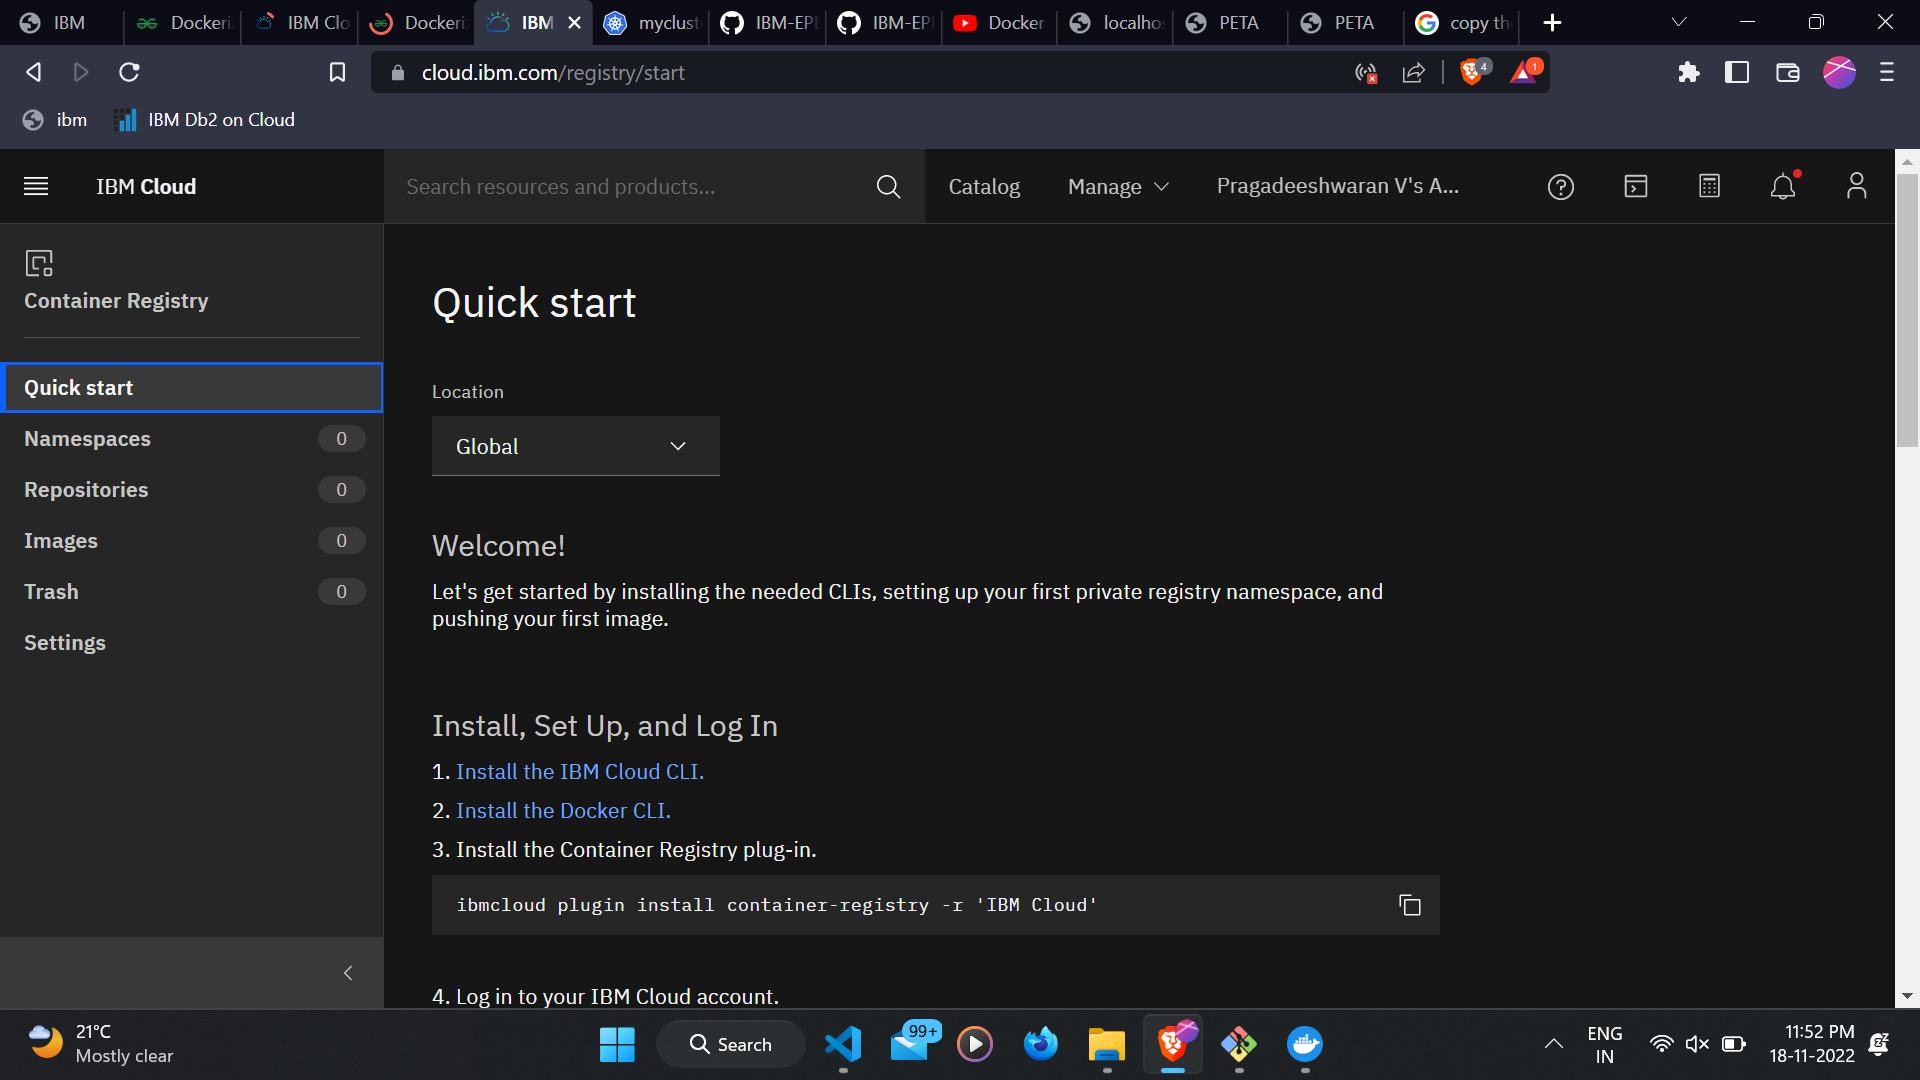 IBM
Dockeri
IBM Clo
Dockeri
IBM
myclust
IBM-EPI
IBM-EPI
Docker
localhos
PETA
PETA
copy the
cloud.ibm.com/registry/start
4
1
ibm
IBM Db2 on Cloud
IBM Cloud
Search resources and products...
Catalog
Manage
Pragadeeshwaran V's A...
Container Registry
Quick start
Namespaces 0
Repositories 0
Images 0
Trash 0
Settings
Quick start
Location
Global
Welcome!
Let's get started by installing the needed CLIs, setting up your first private registry namespace, and
pushing your first image.
Install, Set Up, and Log In
1. Install the IBM Cloud CLI.
2. Install the Docker CLI.
3. Install the Container Registry plug-in.
ibmcloud plugin install container-registry -r 'IBM Cloud'
4. Log in to your IBM Cloud account.
21°C
Mostly clear
Search
99+
ENG
IN
11:52 PM
18-11-2022